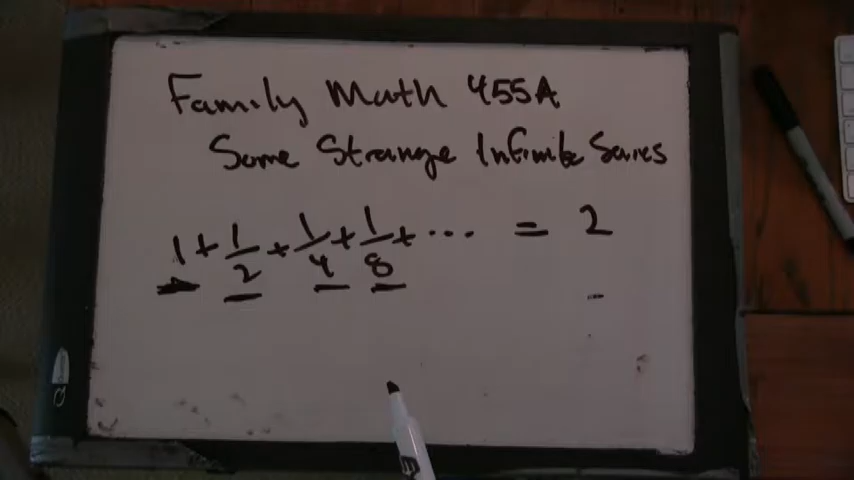 Family Math 455A
Some Strange Infinite Series
1 + 1/2 + 1/4 + 1/8 + ... = 2